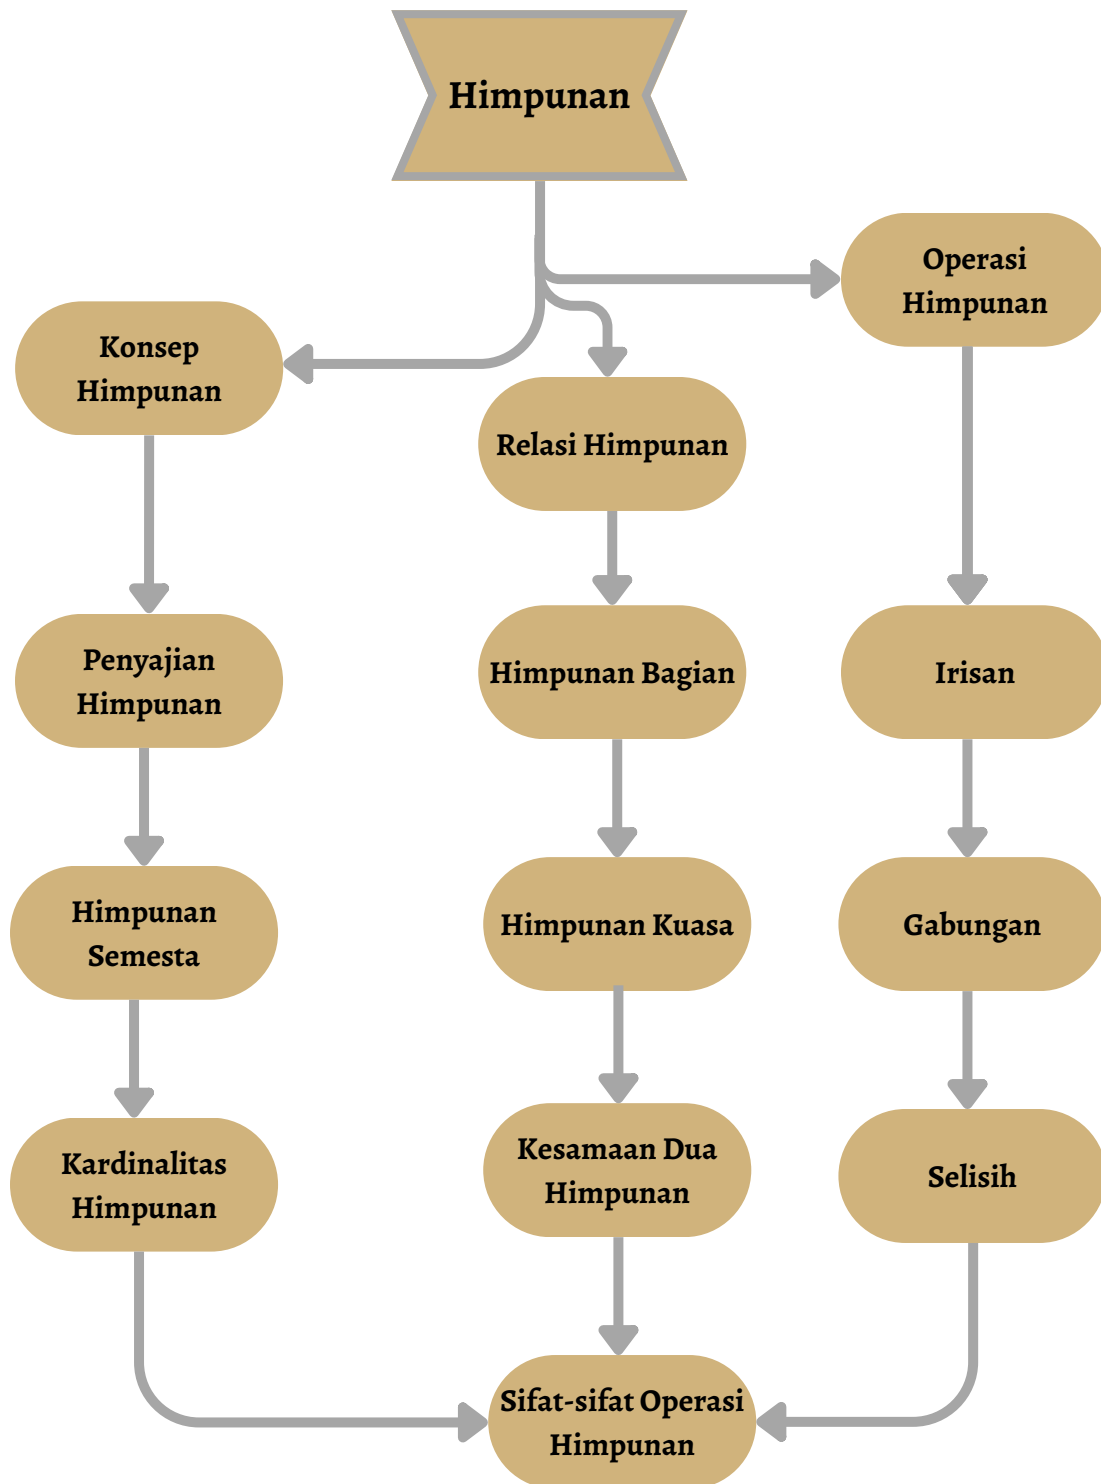 Himpunan
Operasi
Himpunan
Konsep
Himpunan
Relasi Himpunan
Penyajian
Himpunan
Himpunan Bagian
Irisan
Himpunan
Semesta
Himpunan Kuasa
Gabungan
Kardinalitas
Himpunan
Kesamaan Dua
Himpunan
Selisih
Sifat-sifat Operasi
Himpunan